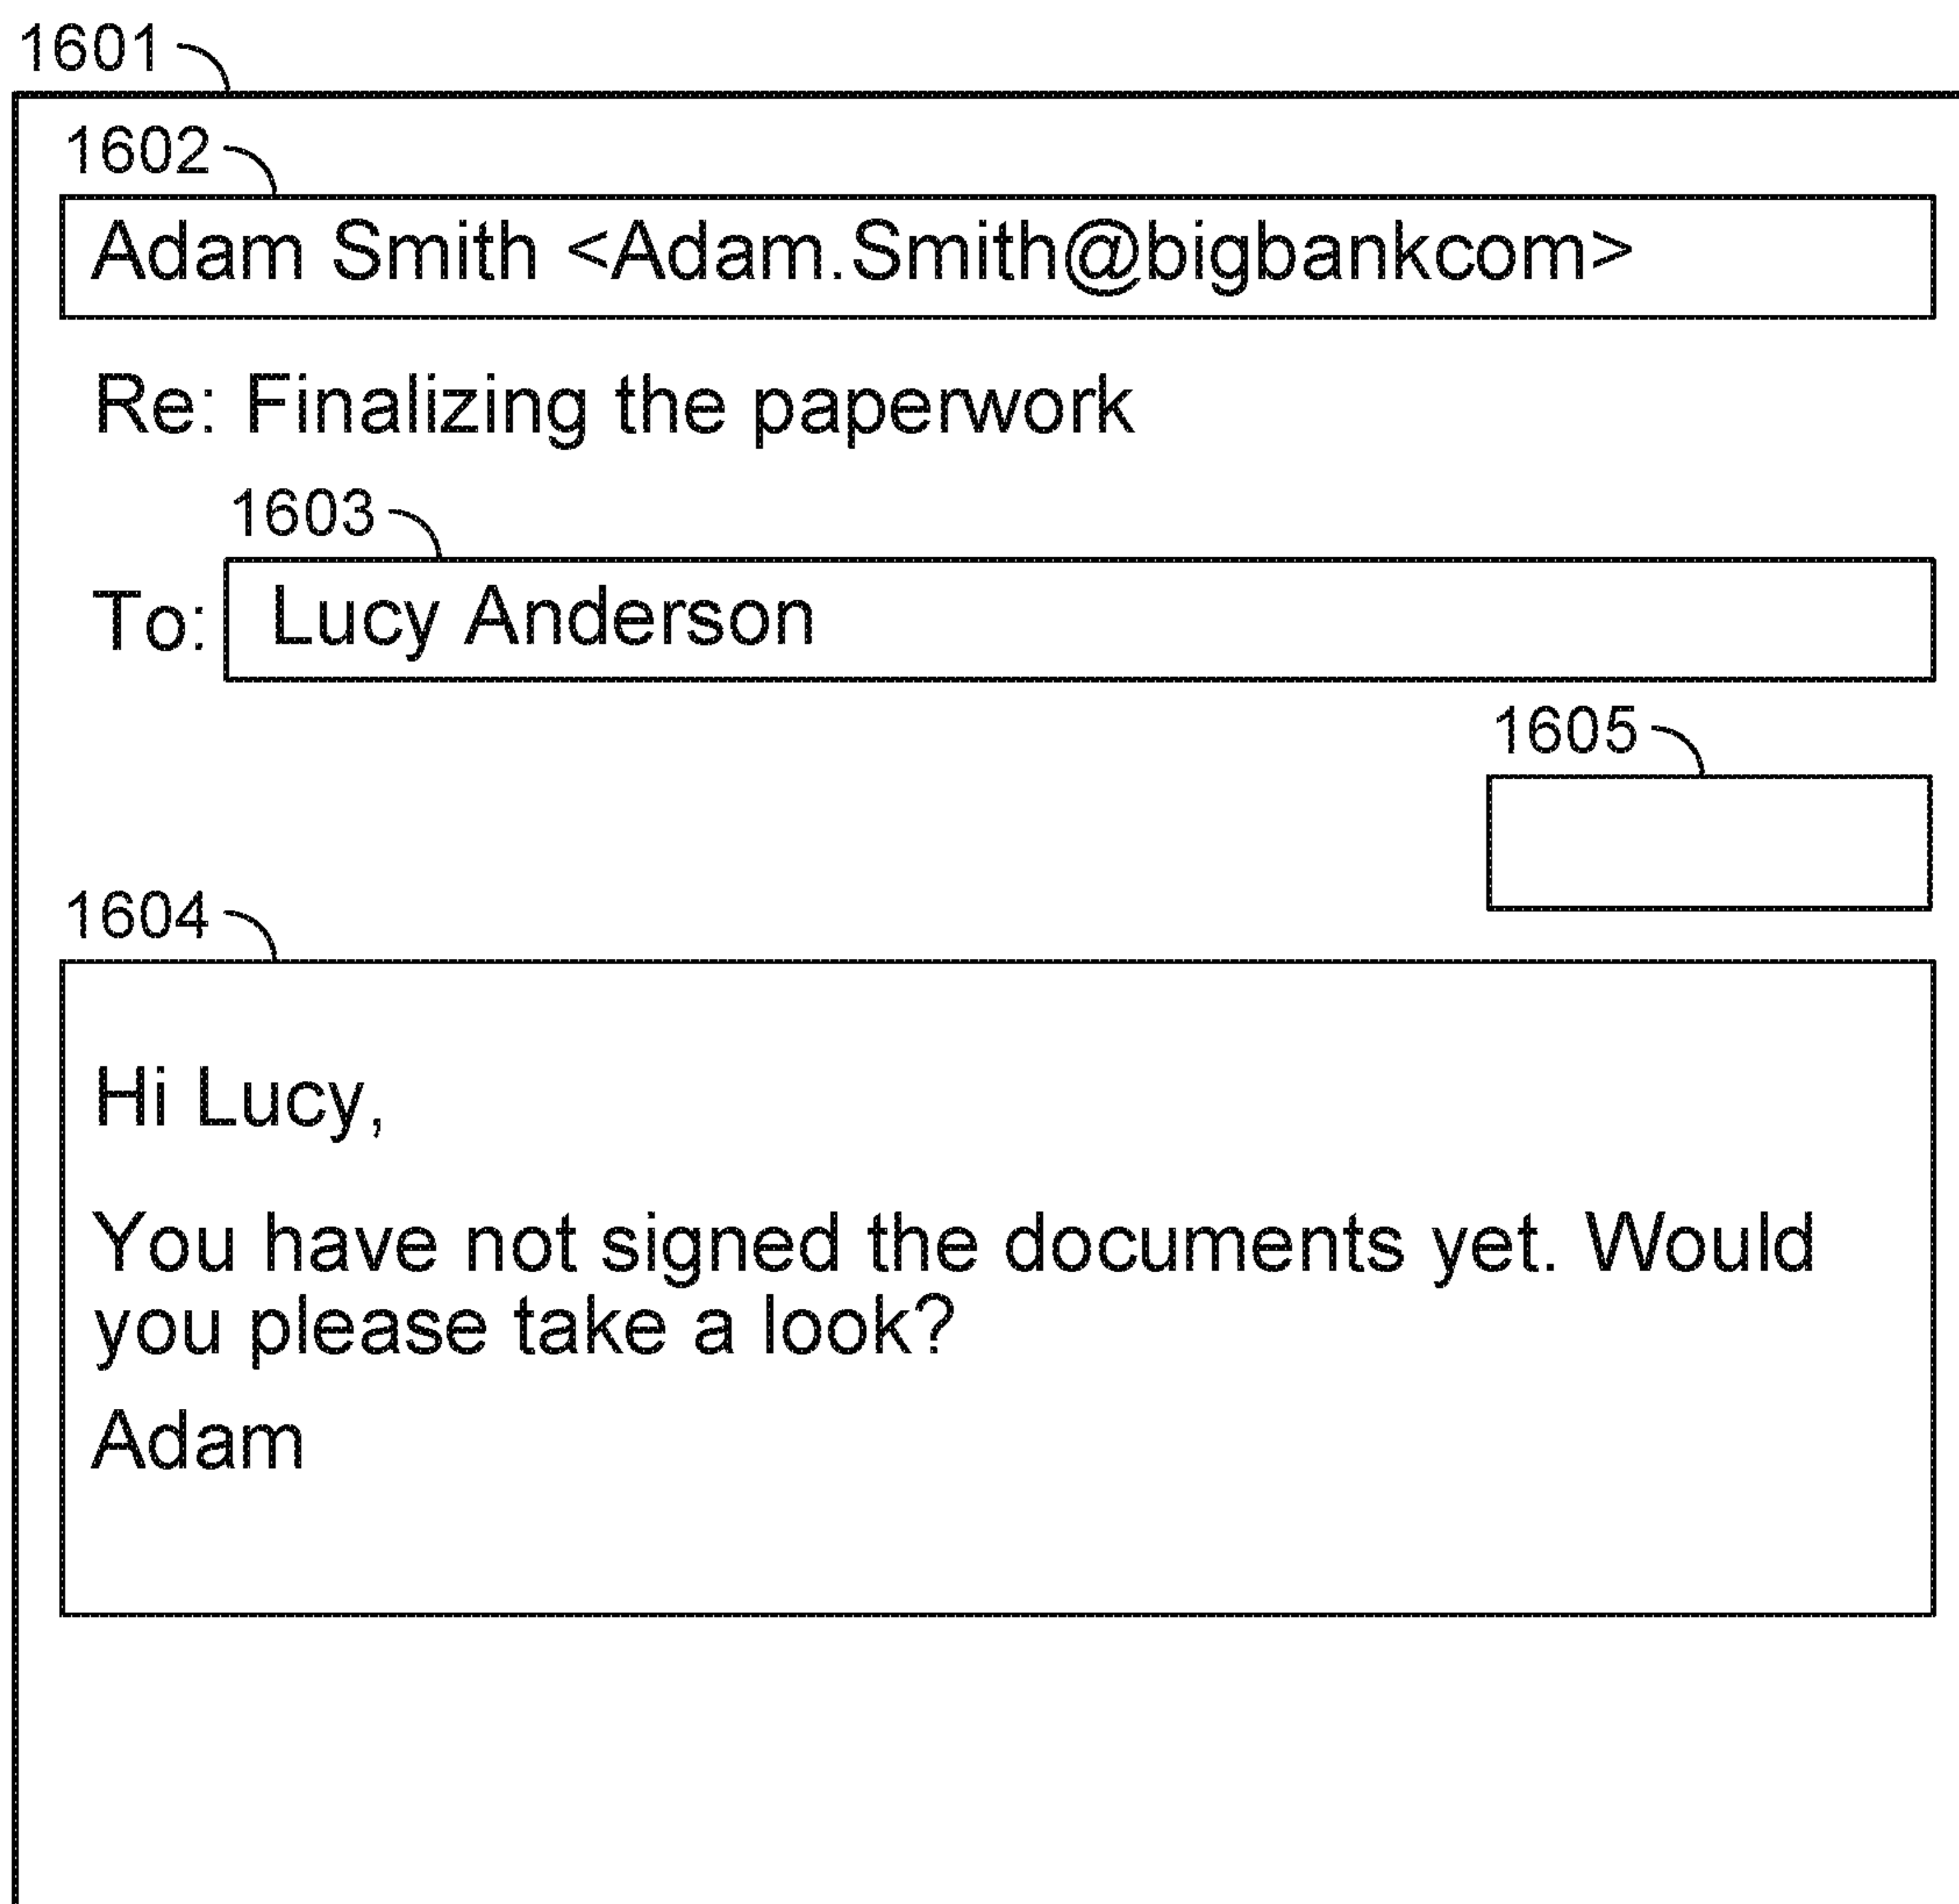 1601
1602
Adam Smith <Adam.Smith@bigbankcom>
Re: Finalizing the paperwork
1603
To: Lucy Anderson
1605
1604
Hi Lucy,
You have not signed the documents yet. Would
you please take a look?
Adam